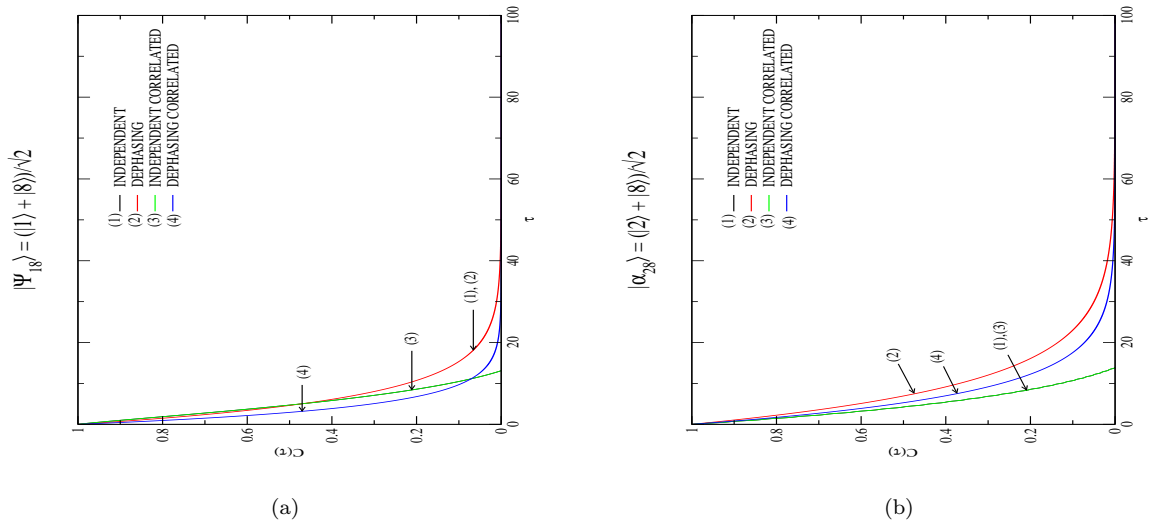 |Ψ18⟩ = (|1⟩ + |8⟩)/√2
(1) INDEPENDENT
(2) DEPHASING
(3) INDEPENDENT CORRELATED
(4) DEPHASING CORRELATED
(4)
(3)
(1), (2)
C(τ)
1
0.8
0.6
0.4
0.2
0
0
20
40
60
80
100
τ
(a)
|α28⟩ = (|2⟩ + |8⟩)/√2
(1) INDEPENDENT
(2) DEPHASING
(3) INDEPENDENT CORRELATED
(4) DEPHASING CORRELATED
(2)
(4)
(1),(3)
C(τ)
1
0.8
0.6
0.4
0.2
0
0
20
40
60
80
100
τ
(b)